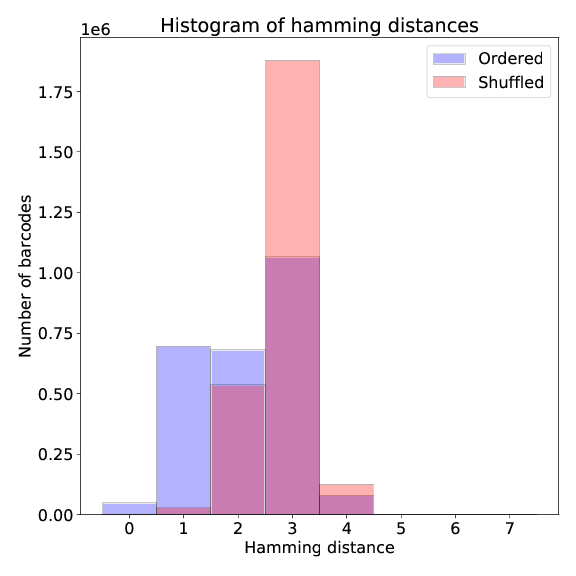 Histogram of hamming distances
1e6
Ordered
Shuffled
1.75
1.50
1.25
1.00
0.75
0.50
0.25
0.00
Number of barcodes
0 1 2 3 4 5 6 7
Hamming distance